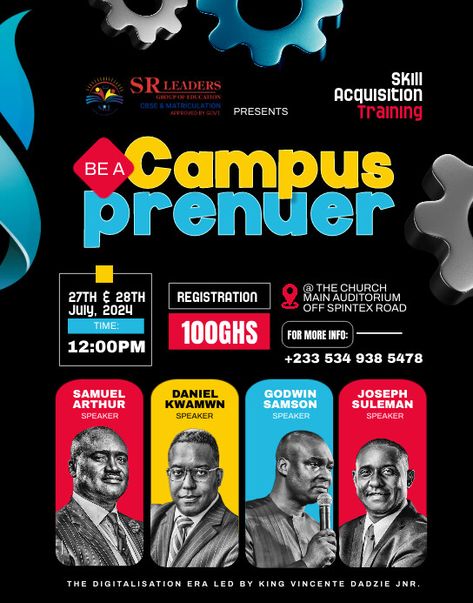 SR LEADERS
GROUP OF EDUCATION
CBSE & MATRICULATION
APPROVED BY GOVT
PRESENTS
Skill
Acquisition
Training
BE A
Campus
prenuer
27TH & 28TH
July, 2024
TIME:
12:00PM
REGISTRATION
100GHS
@ THE CHURCH
MAIN AUDITORIUM
OFF SPINTEX ROAD
FOR MORE INFO:
+233 534 938 5478
SAMUEL
ARTHUR
SPEAKER
DANIEL
KWAMWN
SPEAKER
GODWIN
SAMSON
SPEAKER
JOSEPH
SULEMAN
SPEAKER
THE DIGITALISATION ERA LED BY KING VINCENTE DADZIE JNR.